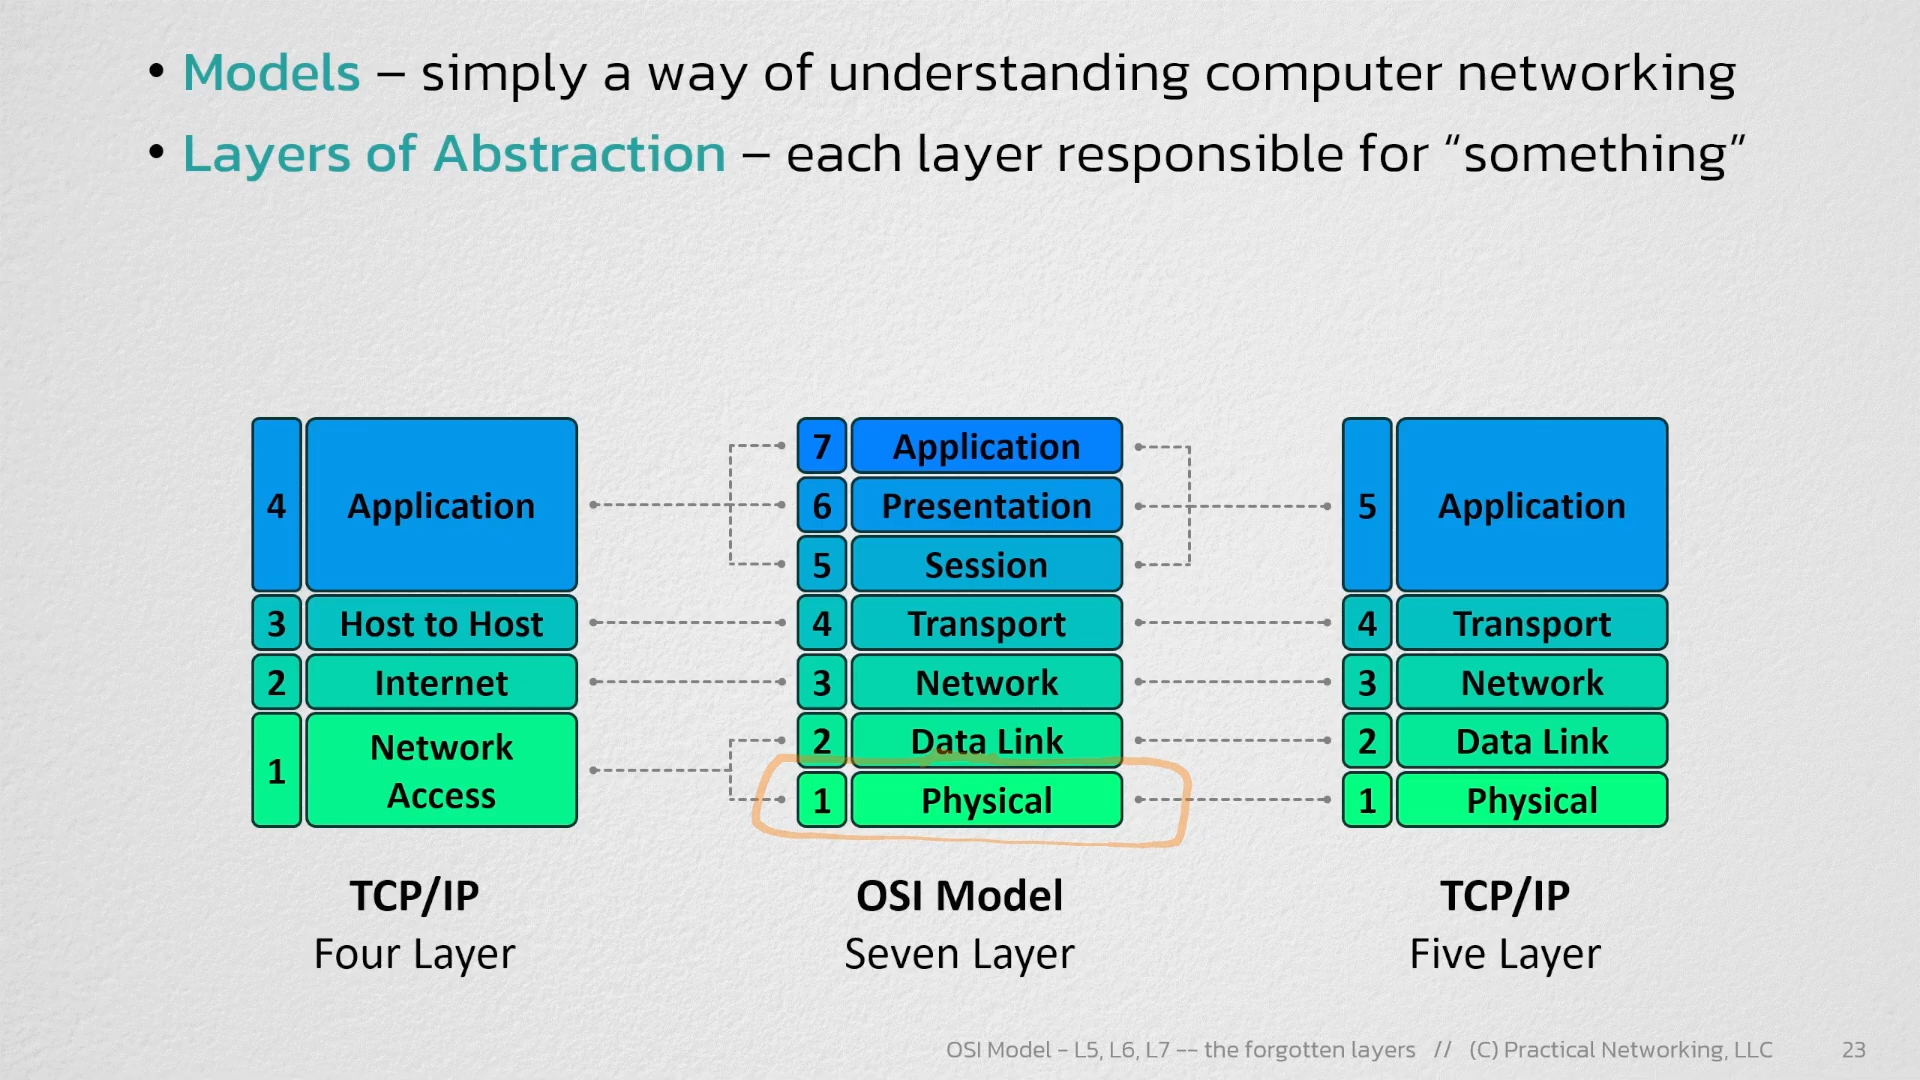 • Models – simply a way of understanding computer networking
• Layers of Abstraction – each layer responsible for “something”
4 Application
3 Host to Host
2 Internet
1 Network
Access
TCP/IP
Four Layer
7 Application
6 Presentation
5 Session
4 Transport
3 Network
2 Data Link
1 Physical
OSI Model
Seven Layer
5 Application
4 Transport
3 Network
2 Data Link
1 Physical
TCP/IP
Five Layer
OSI Model – L5, L6, L7 -- the forgotten layers // (C) Practical Networking, LLC 23